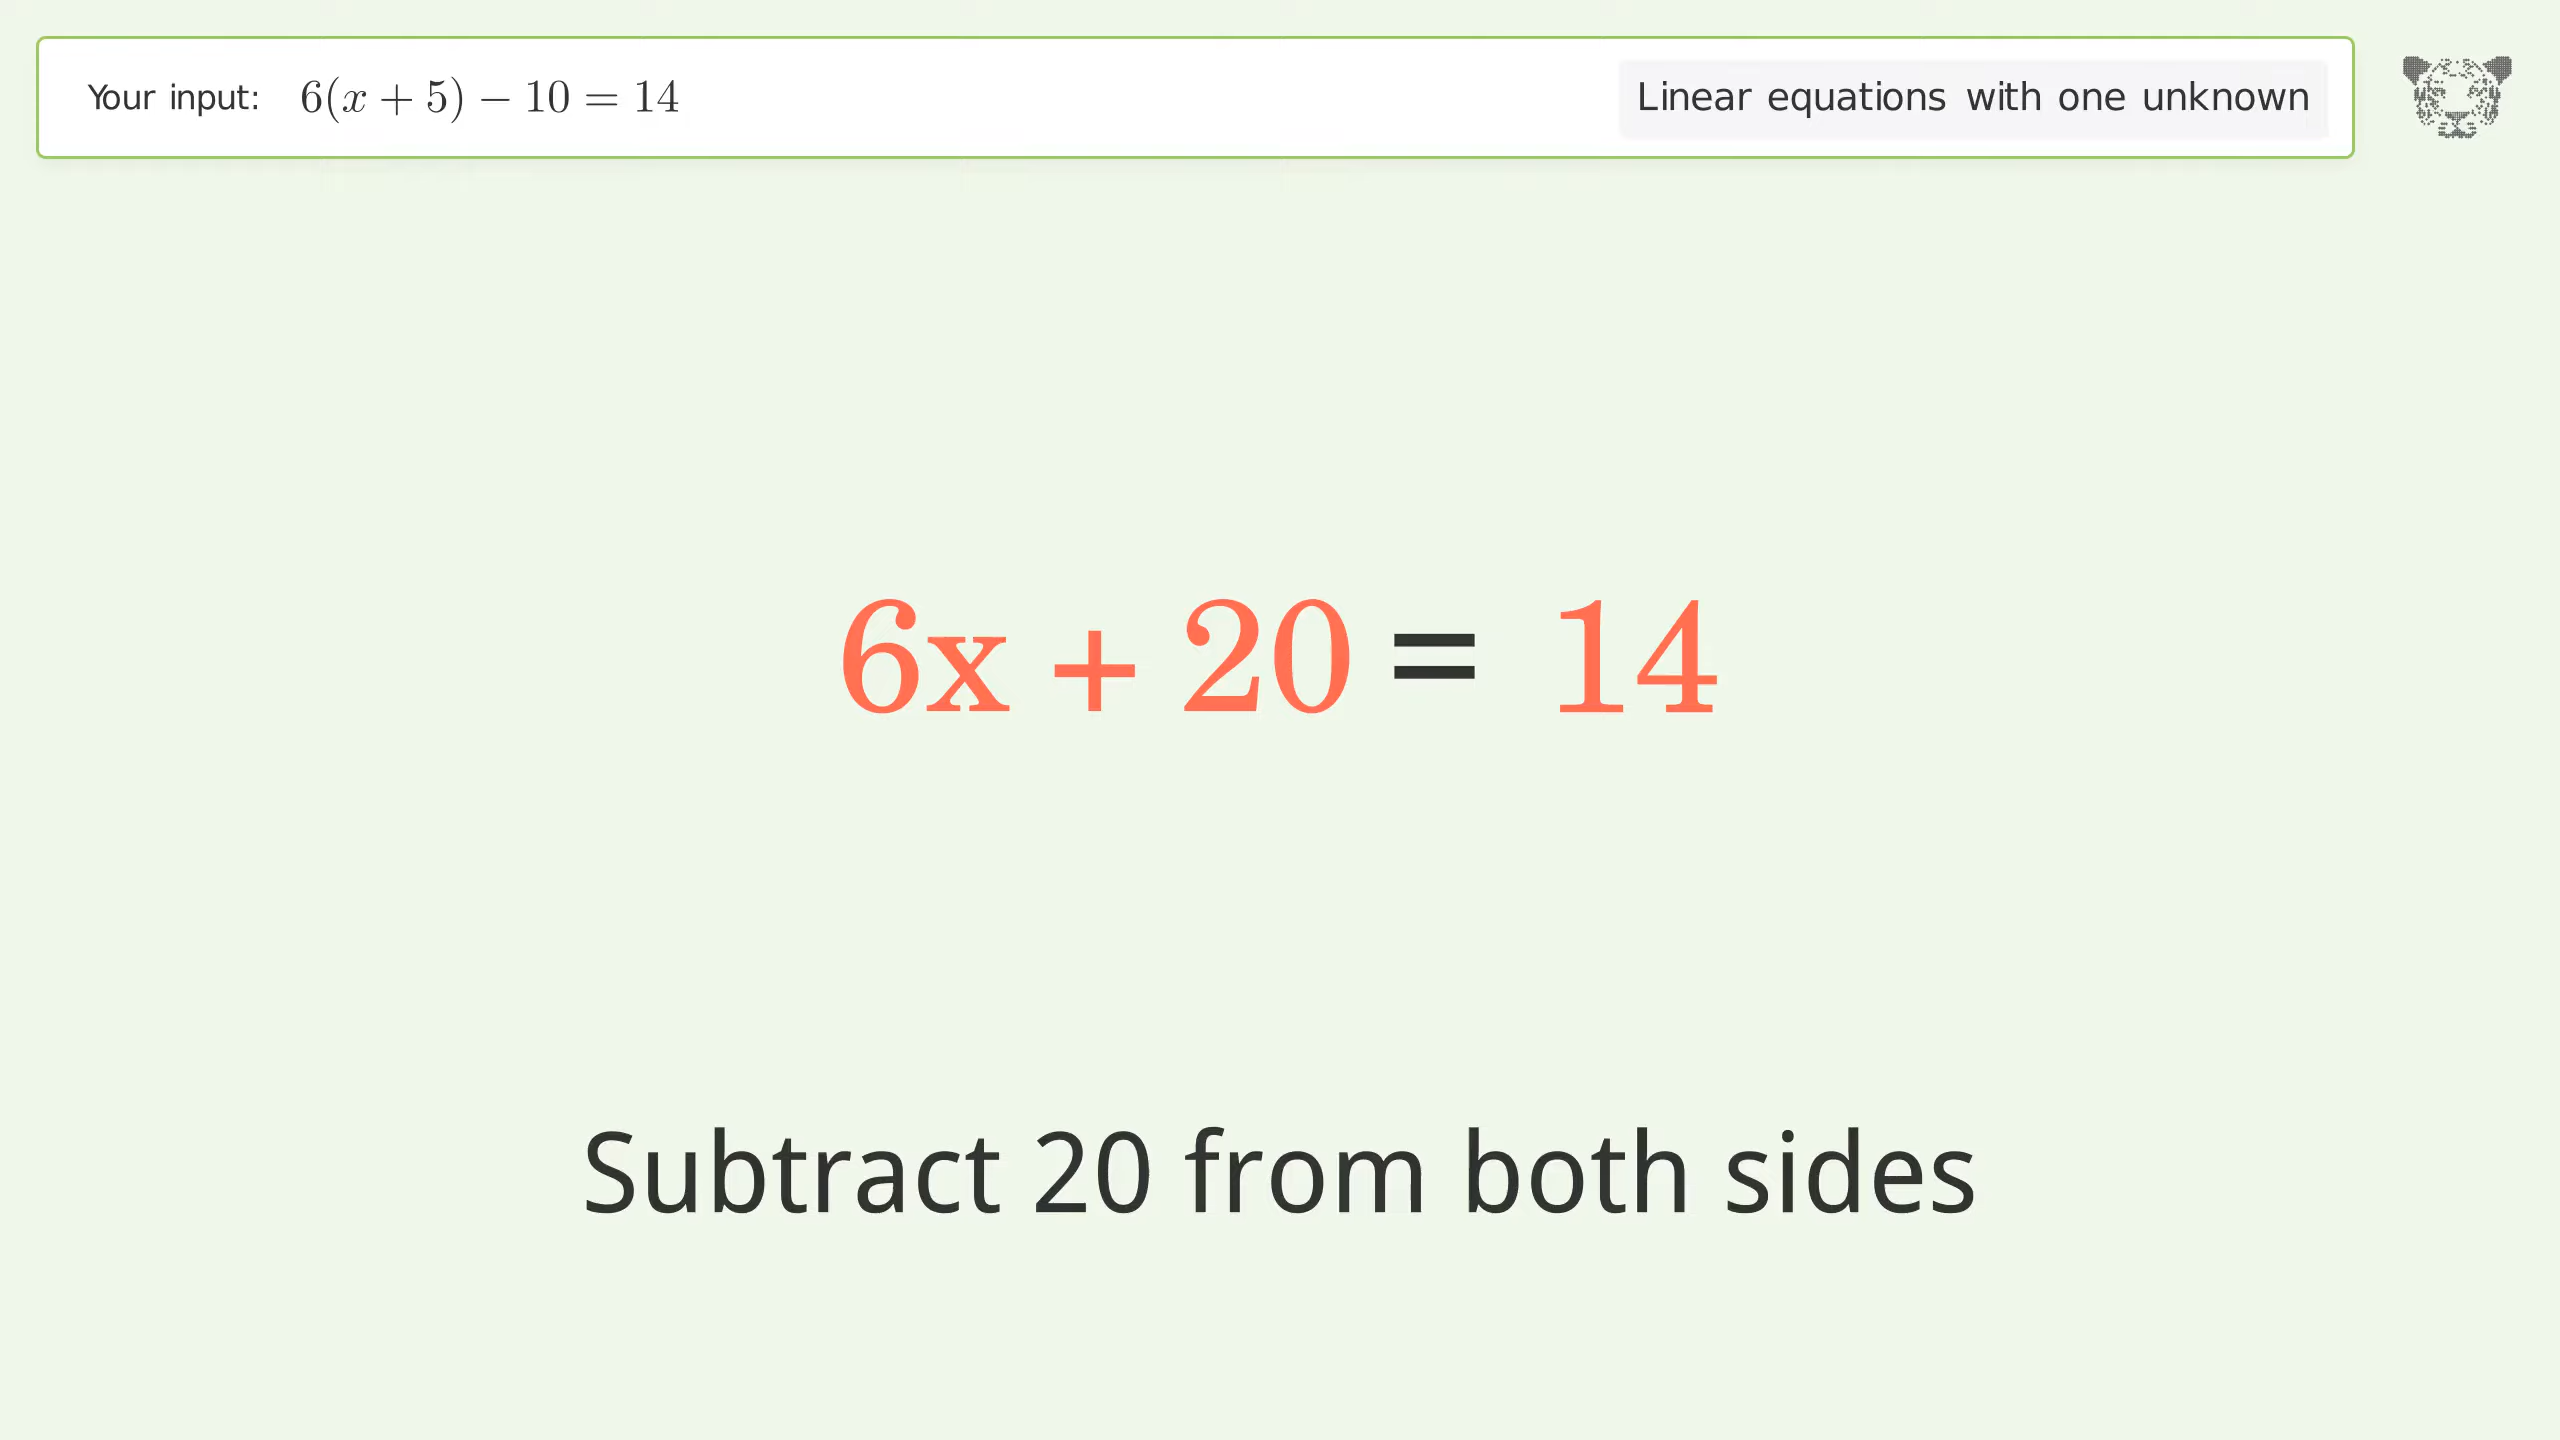 Your input: 6(x + 5) − 10 = 14 Linear equations with one unknown
6x + 20 = 14
Subtract 20 from both sides